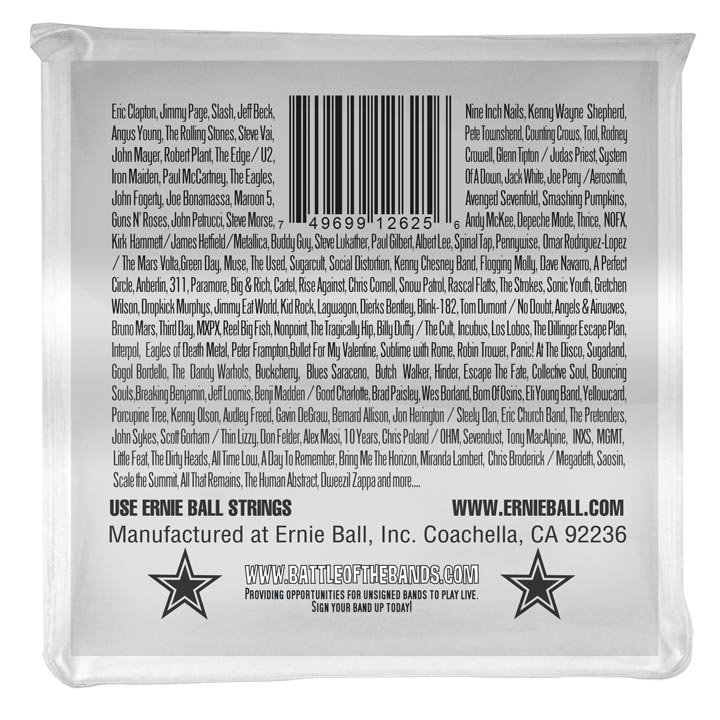 Eric Clapton, Jimmy Page, Slash, Jeff Beck,
Angus Young, The Rolling Stones, Steve Vai,
John Mayer, Robert Plant, The Edge / U2,
Iron Maiden, Paul McCartney, The Eagles,
John Fogerty, Joe Bonamassa, Maroon 5,
Guns N' Roses, John Petrucci, Steve Morse,
7 49699 12625 6
Nine Inch Nails, Kenny Wayne Shepherd,
Pete Townshend, Counting Crows, Tool, Rodney
Crowell, Glenn Tipton / Judas Priest, System
Of A Down, Jack White, Joe Perry / Aerosmith,
Avenged Sevenfold, Smashing Pumpkins,
Andy McKee, Depeche Mode, Thrice, NOFX,
Kirk Hammett / James Hetfield / Metallica, Buddy Guy, Steve Lukather, Paul Gilbert, Albert Lee, Spinal Tap, Pennywise, Omar Rodriguez-Lopez
/ The Mars Volta,Green Day, Muse, The Used, Sugarcult, Social Distortion, Kenny Chesney Band, Flogging Molly, Dave Navarro, A Perfect
Circle, Anberlin, 311, Paramore, Big & Rich, Cartel, Rise Against, Chris Cornell, Snow Patrol, Rascal Flatts, The Strokes, Sonic Youth, Gretchen
Wilson, Dropkick Murphys, Jimmy Eat World, Kid Rock, Lagwagon, Dierks Bentley, Blink-182, Tom Dumont / No Doubt, Angels & Airwaves,
Bruno Mars, Third Day, MXPX, Reel Big Fish, Nonpoint, The Tragically Hip, Billy Duffy / The Cult, Incubus, Los Lobos, The Dillinger Escape Plan,
Interpol, Eagles of Death Metal, Peter Frampton,Bullet For My Valentine, Sublime with Rome, Robin Trower, Panic! At The Disco, Sugarland,
Gogol Bordello, The Dandy Warhols, Buckcherry, Blues Saraceno, Butch Walker, Hinder, Escape The Fate, Collective Soul, Bouncing
Souls,Breaking Benjamin, Jeff Loomis, Benji Madden / Good Charlotte, Brad Paisley, Wes Borland, Born Of Osiris, Eli Young Band, Yellowcard,
Porcupine Tree, Kenny Olson, Audley Freed, Gavin DeGraw, Bernard Allison, Jon Herington / Steely Dan, Eric Church Band, The Pretenders,
John Sykes, Scott Gorham / Thin Lizzy, Don Felder, Alex Masi, 10 Years, Chris Poland / OHM, Sevendust, Tony MacAlpine, INXS, MGMT,
Little Feat, The Dirty Heads, All Time Low, A Day To Remember, Bring Me The Horizon, Miranda Lambert, Chris Broderick / Megadeth, Saosin,
Scale the Summit, All That Remains, The Human Abstract, Dweezil Zappa and more....
USE ERNIE BALL STRINGS
WWW.ERNIEBALL.COM
Manufactured at Ernie Ball, Inc. Coachella, CA 92236
WWW.BATTLEOFTHEBANDS.COM
PROVIDING OPPORTUNITIES FOR UNSIGNED BANDS TO PLAY LIVE.
SIGN YOUR BAND UP TODAY!